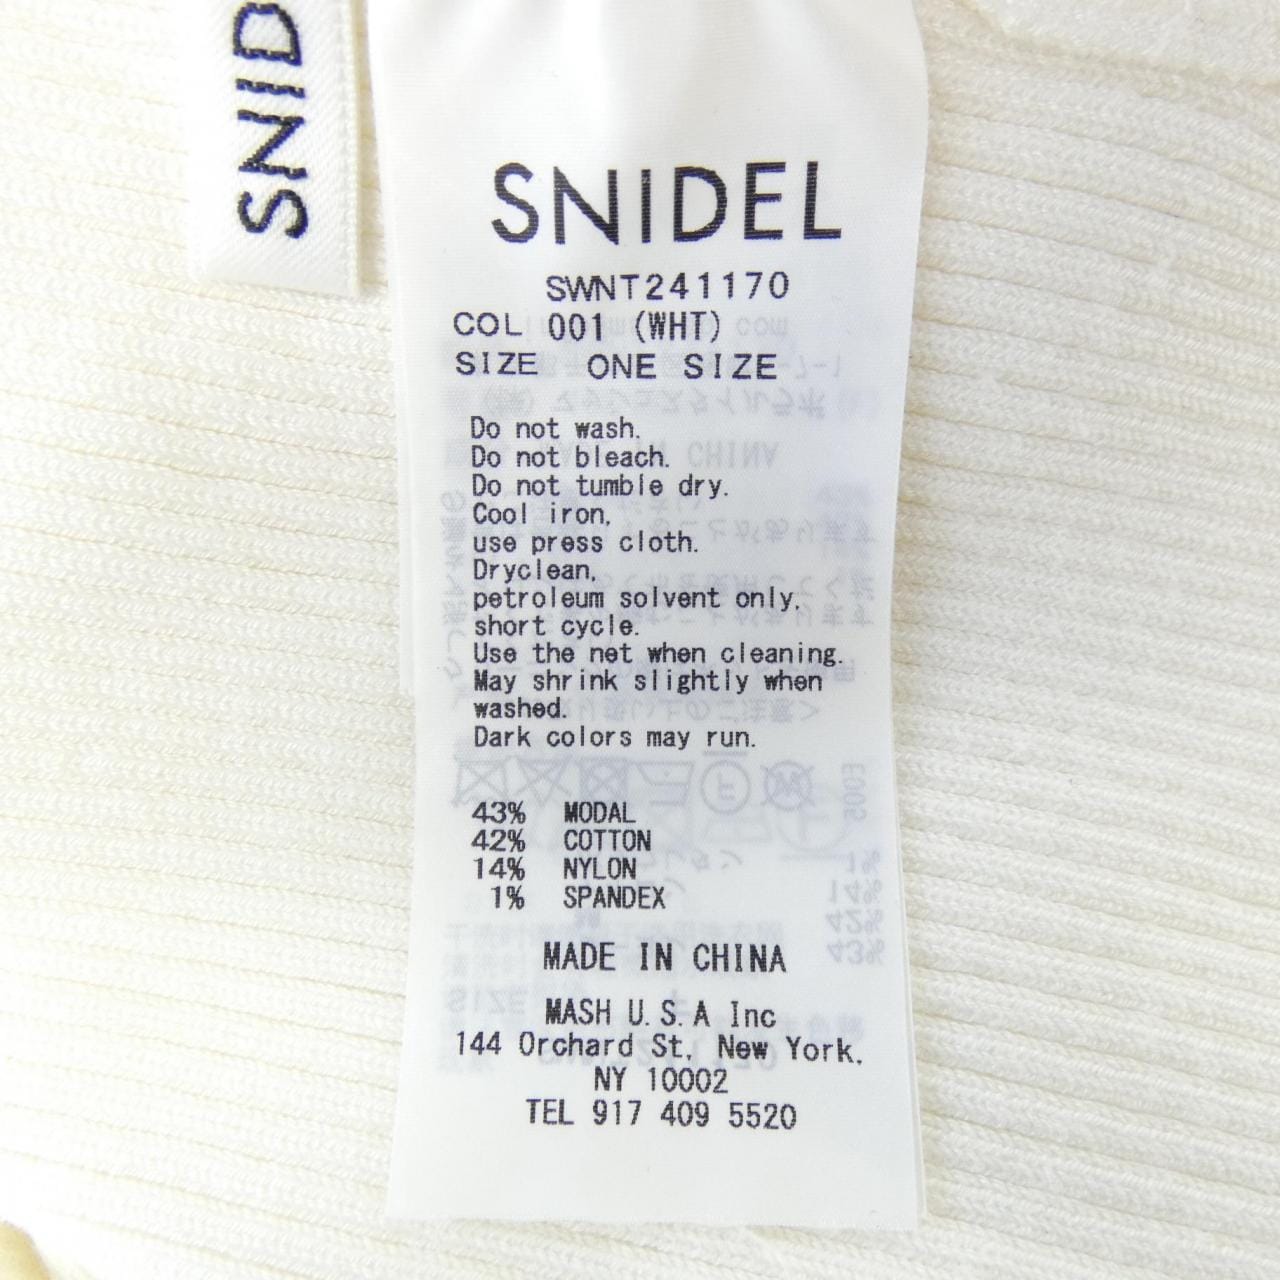 SNID
SNIDEL
SWNT241170
COL 001 (WHT)
SIZE ONE SIZE
Do not wash.
Do not bleach.
Do not tumble dry.
Cool iron,
use press cloth.
Dryclean,
petroleum solvent only,
short cycle.
Use the net when cleaning.
May shrink slightly when
washed.
Dark colors may run.
43% MODAL
42% COTTON
14% NYLON
1% SPANDEX
MADE IN CHINA
MASH U.S.A Inc
144 Orchard St, New York,
NY 10002
TEL 917 409 5520